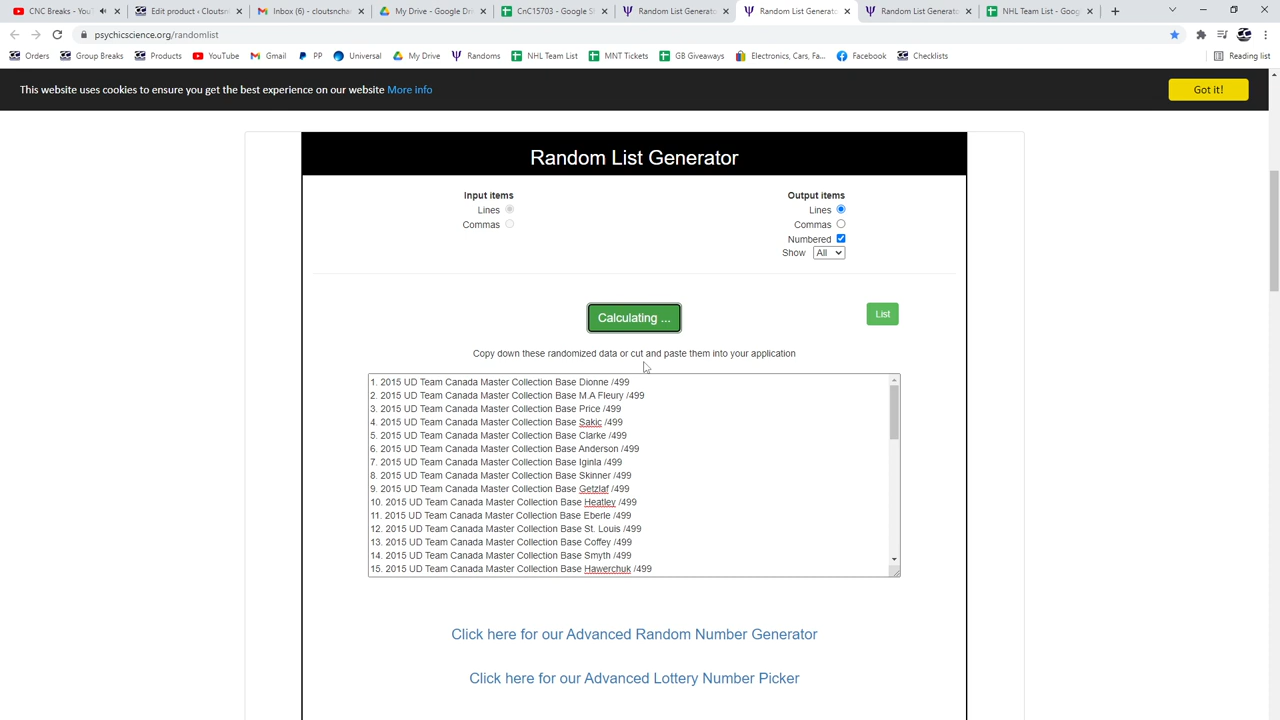 CNC Breaks - You
Edit product ‹ Cloutsn
Inbox (6) - cloutsnchar
My Drive - Google Dri
CnC15703 - Google Sh
Random List Generato
Random List Generato
Random List Generato
NHL Team List - Goo
psychicscience.org/randomlist
Orders
Group Breaks
Products
YouTube
Gmail
PP
Universal
My Drive
Randoms
NHL Team List
MNT Tickets
GB Giveaways
Electronics, Cars, Fa...
Facebook
Checklists
Reading list
This website uses cookies to ensure you get the best experience on our website More info
Got it!
Random List Generator
Input items
Lines
Commas
Output items
Lines
Commas
Numbered
Show All
Calculating ...
List
Copy down these randomized data or cut and paste them into your application
1. 2015 UD Team Canada Master Collection Base Dionne /499
2. 2015 UD Team Canada Master Collection Base M.A Fleury /499
3. 2015 UD Team Canada Master Collection Base Price /499
4. 2015 UD Team Canada Master Collection Base Sakic /499
5. 2015 UD Team Canada Master Collection Base Clarke /499
6. 2015 UD Team Canada Master Collection Base Anderson /499
7. 2015 UD Team Canada Master Collection Base Iginla /499
8. 2015 UD Team Canada Master Collection Base Skinner /499
9. 2015 UD Team Canada Master Collection Base Getzlaf /499
10. 2015 UD Team Canada Master Collection Base Heatley /499
11. 2015 UD Team Canada Master Collection Base Eberle /499
12. 2015 UD Team Canada Master Collection Base St. Louis /499
13. 2015 UD Team Canada Master Collection Base Coffey /499
14. 2015 UD Team Canada Master Collection Base Smyth /499
15. 2015 UD Team Canada Master Collection Base Hawerchuk /499
Click here for our Advanced Random Number Generator
Click here for our Advanced Lottery Number Picker